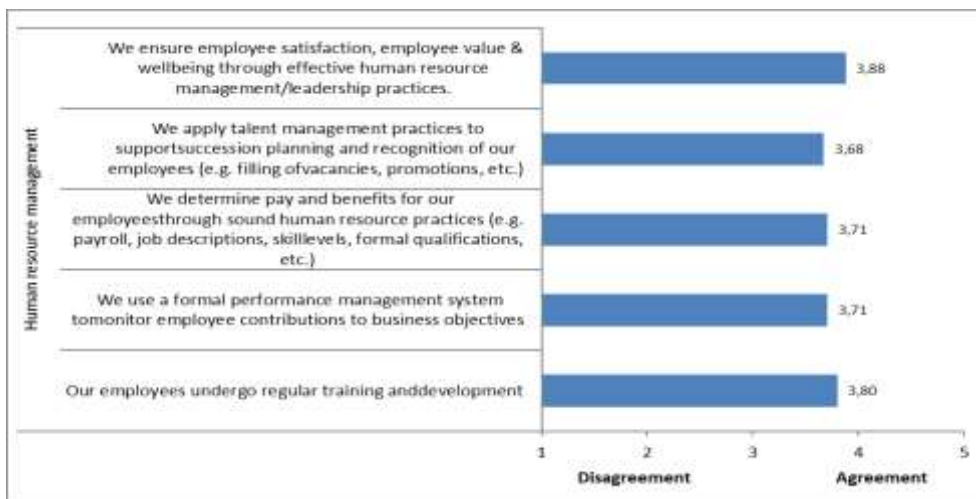 Human resource management
We ensure employee satisfaction, employee value &
wellbeing through effective human resource
management/leadership practices.
3,88
We apply talent management practices to
supportsuccession planning and recognition of our
employees (e.g. filling ofvacancies, promotions, etc.)
3,68
We determine pay and benefits for our
employeesthrough sound human resource practices (e.g.
payroll, job descriptions, skilllevels, formal qualifications,
etc.)
3,71
We use a formal performance management system
tomonitor employee contributions to business objectives
3,71
Our employees undergo regular training anddevelopment
3,80
1 2 3 4 5
Disagreement Agreement